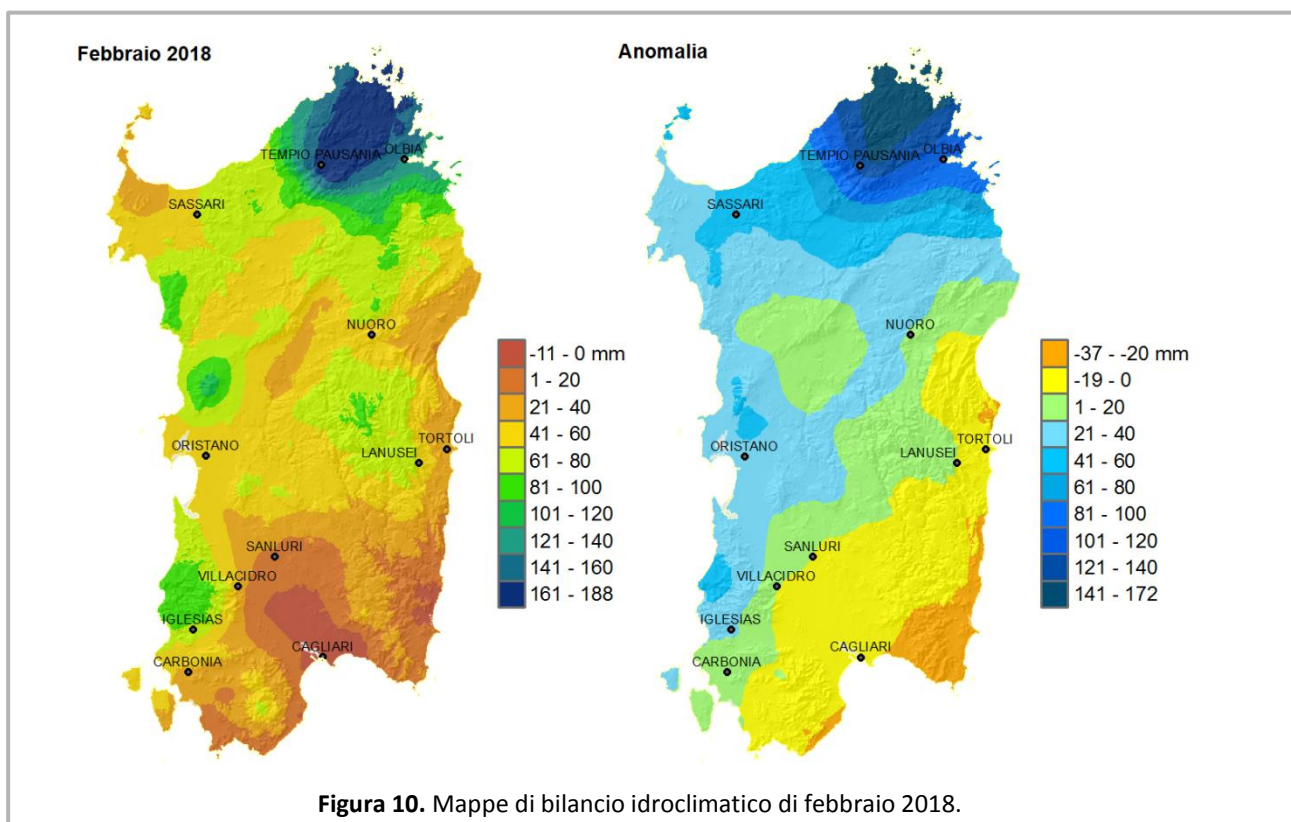 Febbraio 2018
TEMPIO PAUSANIA
OLBIA
SASSARI
NUORO
ORISTANO
TORTOLI
LANUSEI
SANLURI
VILLACIDRO
IGLESIAS
CAGLIARI
CARBONIA
-11 - 0 mm
1 - 20
21 - 40
41 - 60
61 - 80
81 - 100
101 - 120
121 - 140
141 - 160
161 - 188
Anomalia
TEMPIO PAUSANIA
OLBIA
SASSARI
NUORO
ORISTANO
TORTOLI
LANUSEI
SANLURI
VILLACIDRO
IGLESIAS
CAGLIARI
CARBONIA
-37 - -20 mm
-19 - 0
1 - 20
21 - 40
41 - 60
61 - 80
81 - 100
101 - 120
121 - 140
141 - 172
Figura 10. Mappe di bilancio idroclimatico di febbraio 2018.